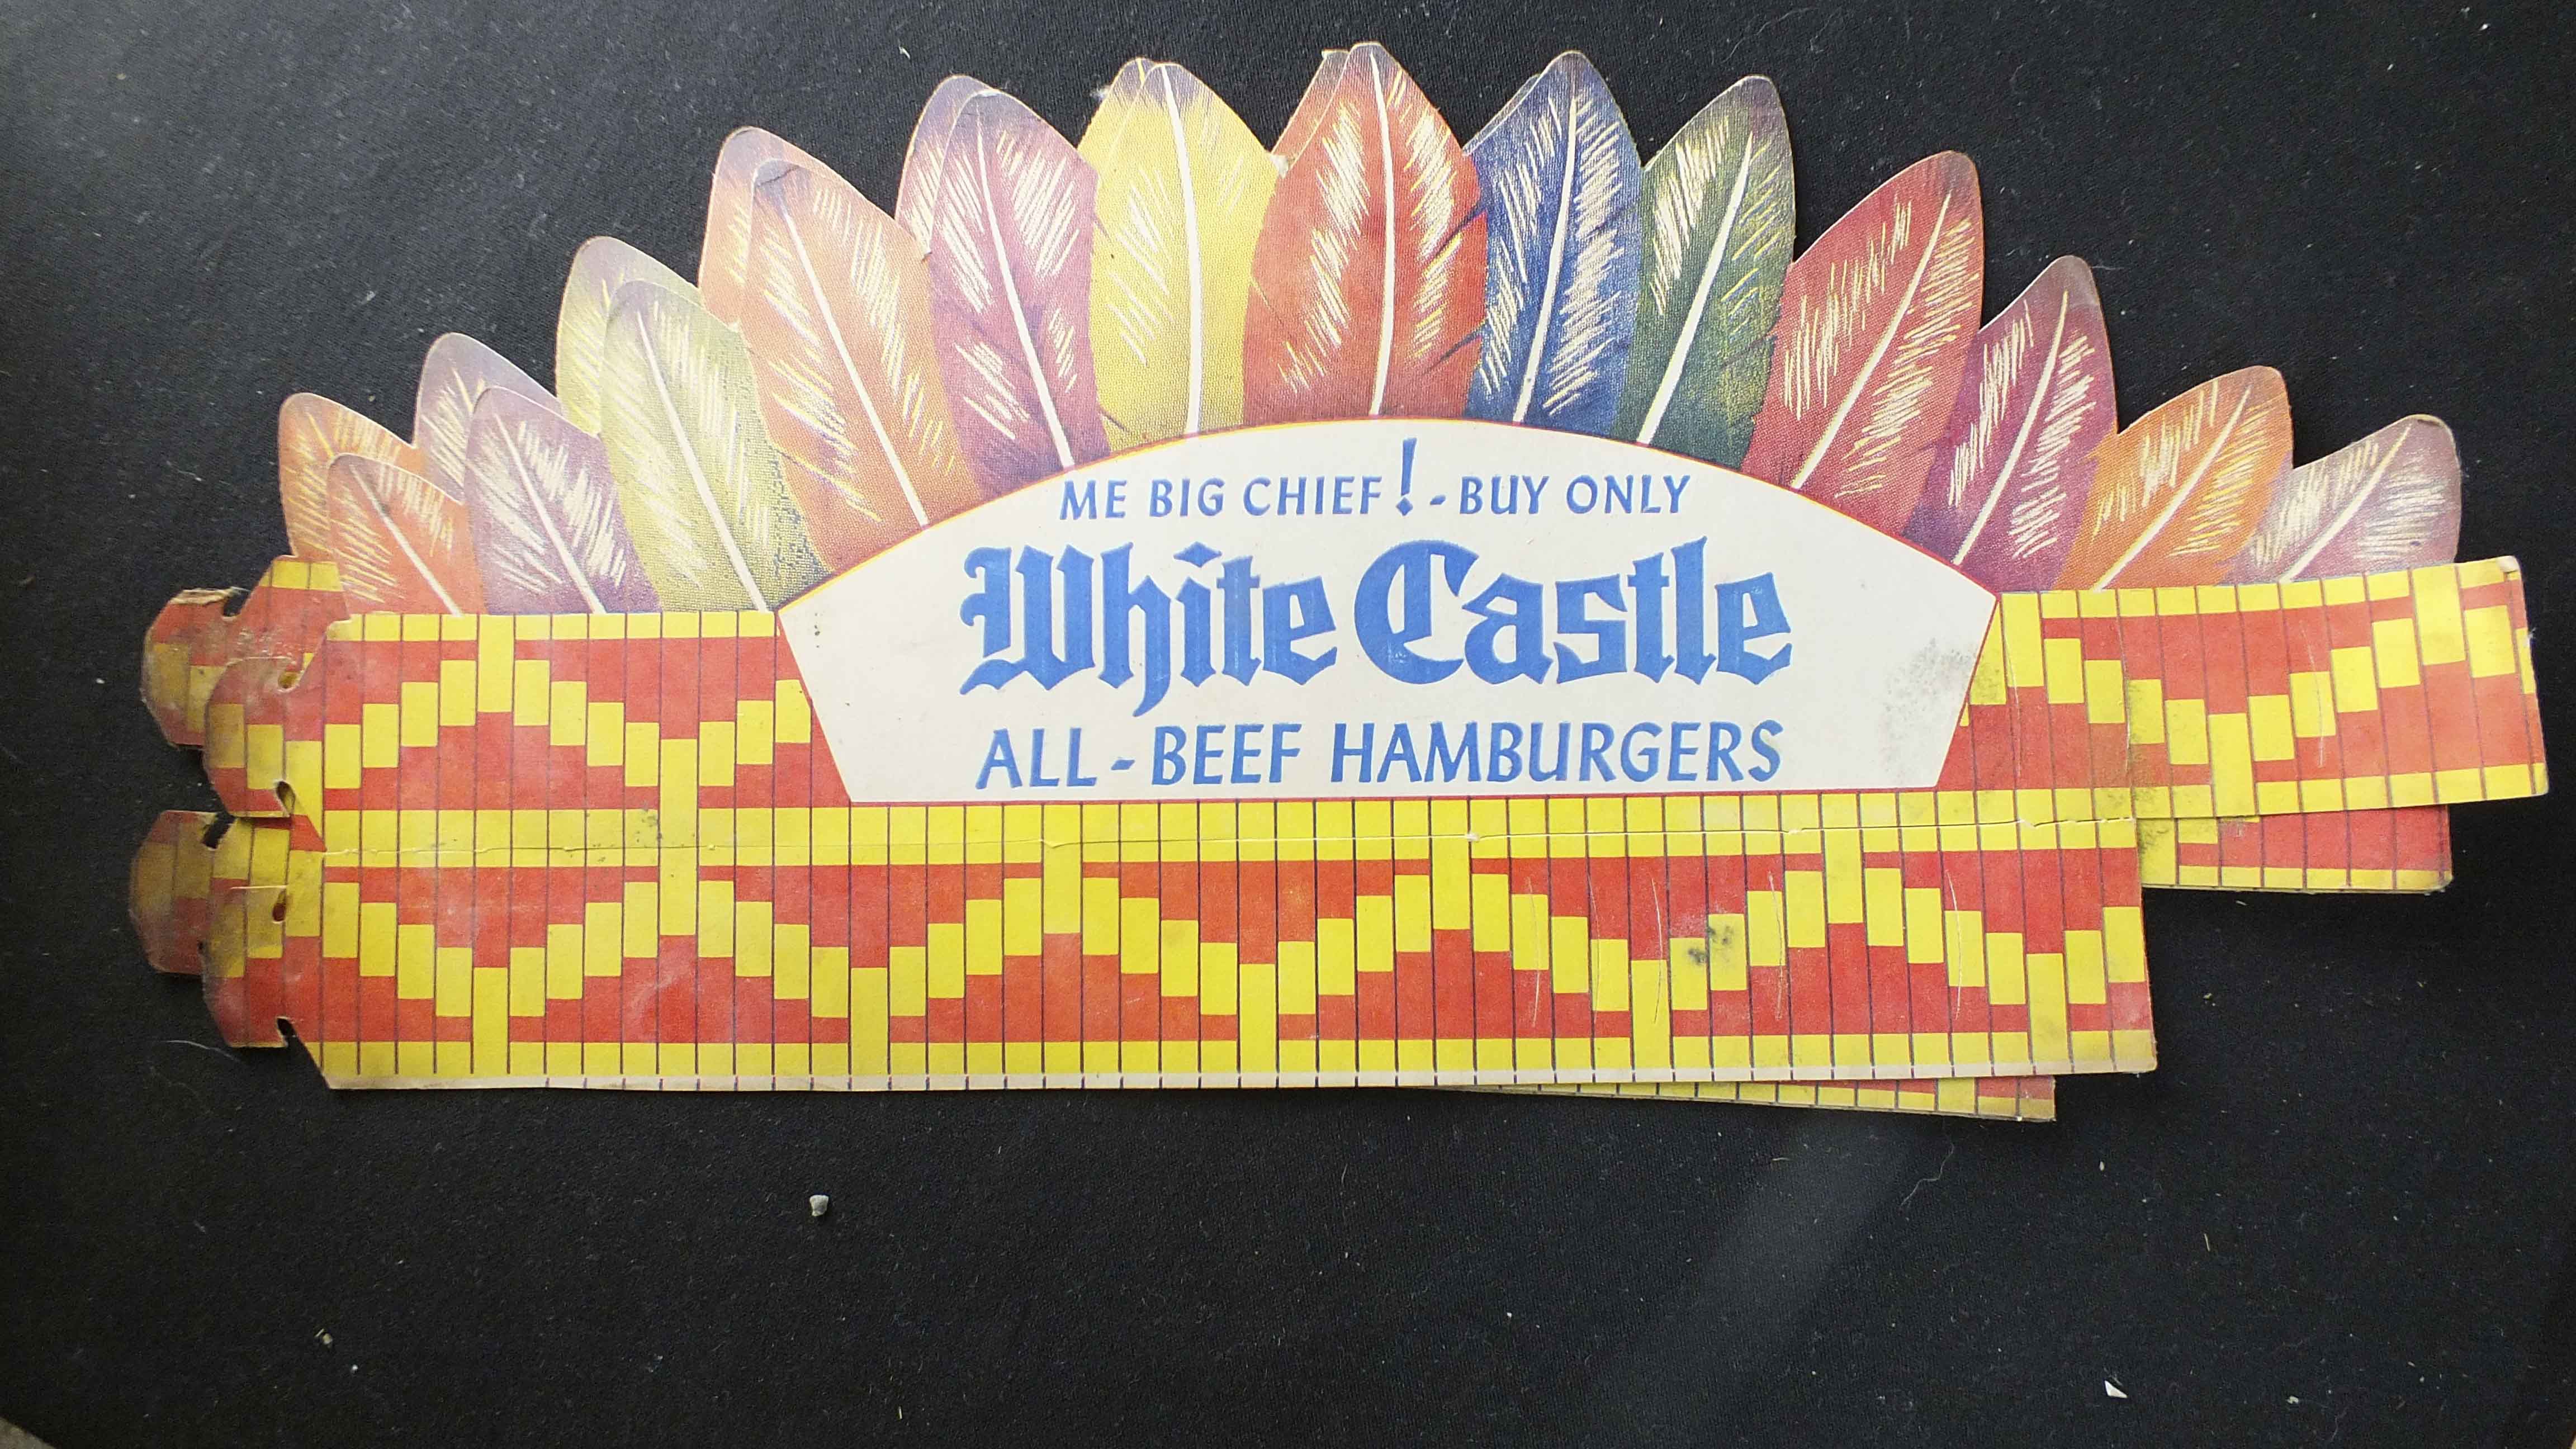 ME BIG CHIEF! - BUY ONLY
White Castle
ALL - BEEF HAMBURGERS